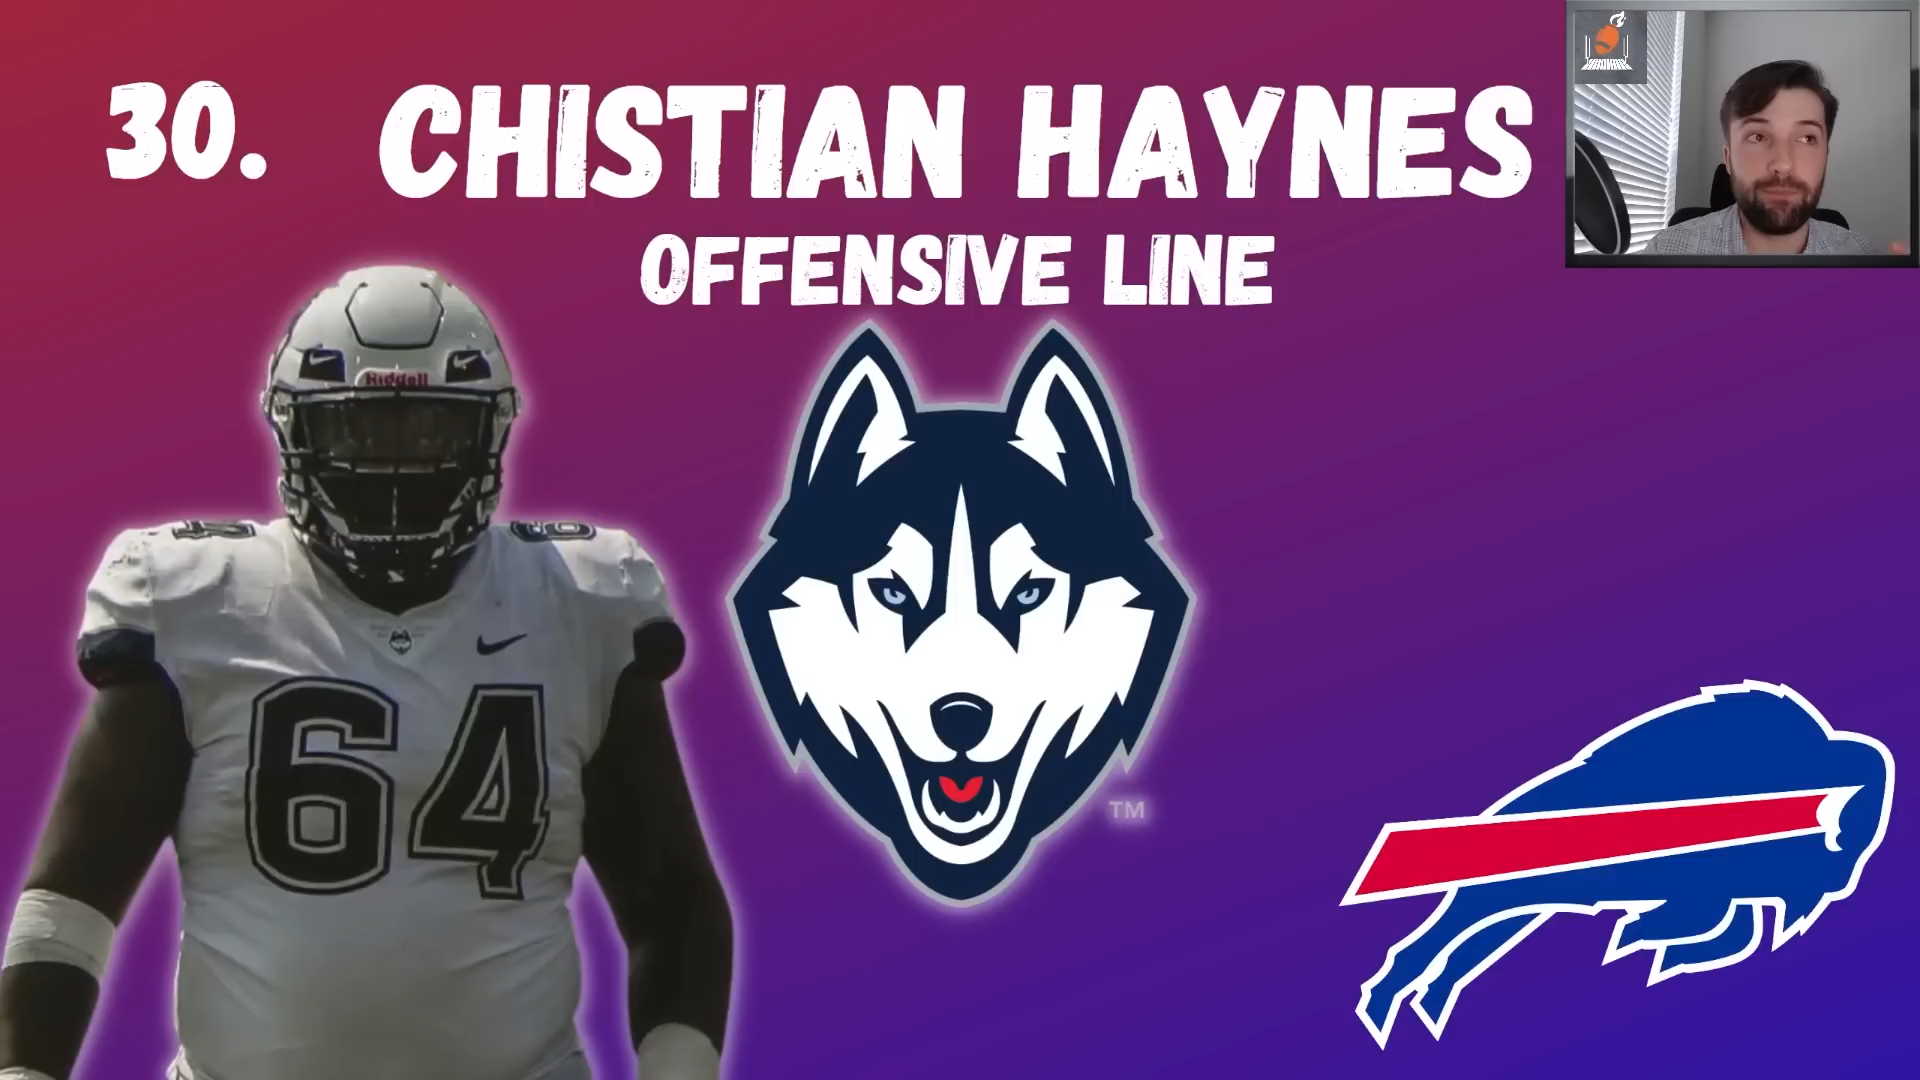 30. CHISTIAN HAYNES
OFFENSIVE LINE
Riddell
64
TM